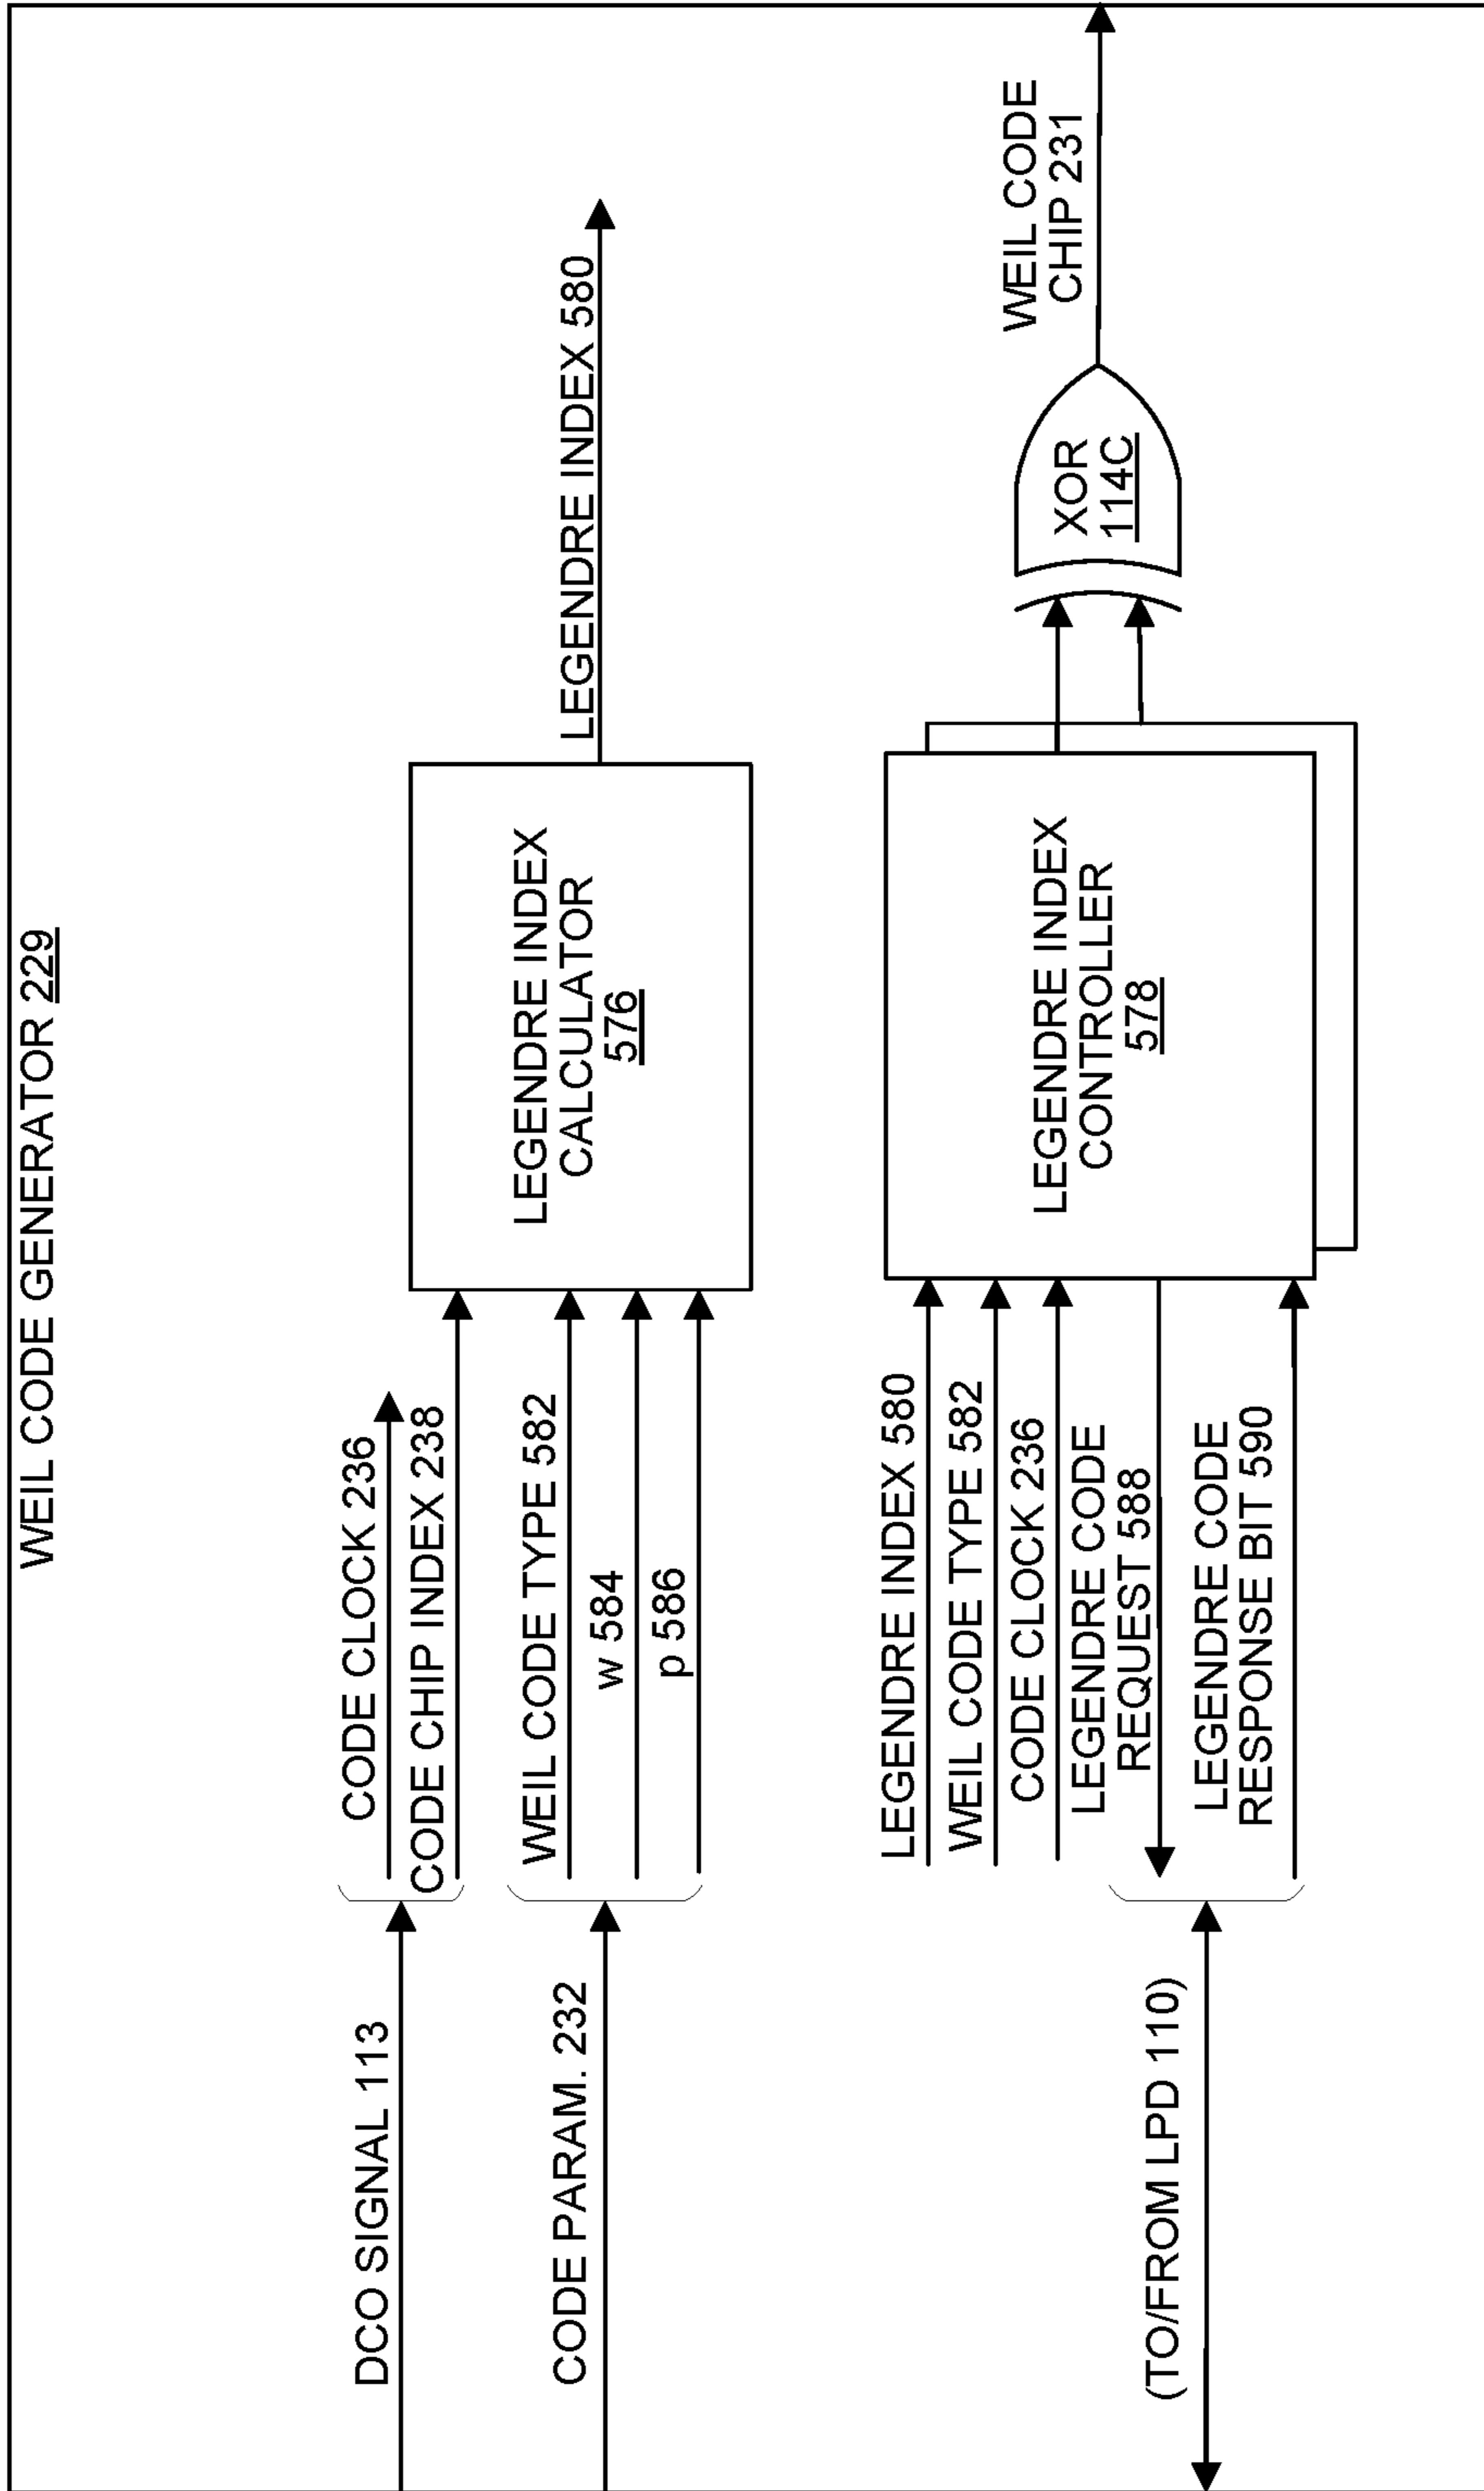 WEIL CODE GENERATOR 229
DCO SIGNAL 113
CODE CLOCK 236
CODE CHIP INDEX 238
CODE PARAM. 232
WEIL CODE TYPE 582
w 584
p 586
LEGENDRE INDEX
CALCULATOR
576
LEGENDRE INDEX 580
(TO/FROM LPD 110)
LEGENDRE INDEX 580
WEIL CODE TYPE 582
CODE CLOCK 236
LEGENDRE CODE
REQUEST 588
LEGENDRE CODE
RESPONSE BIT 590
LEGENDRE INDEX
CONTROLLER
578
XOR
114C
WEIL CODE
CHIP 231